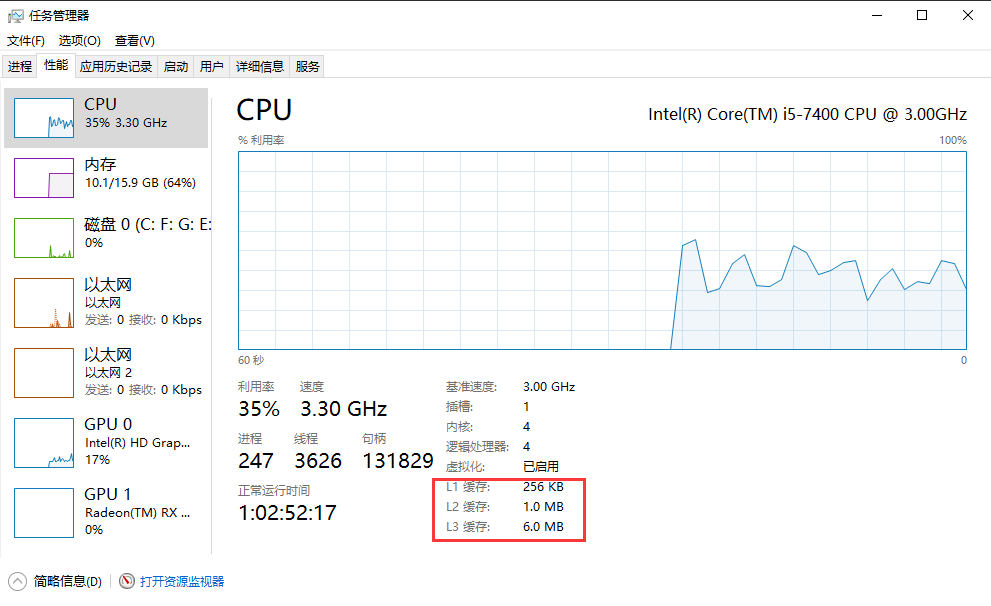 任务管理器
文件(F) 选项(O) 查看(V)
进程 性能 应用历史记录 启动 用户 详细信息 服务
CPU
35% 3.30 GHz
内存
10.1/15.9 GB (64%)
磁盘 0 (C: F: G: E:
0%
以太网
以太网
发送: 0 接收: 0 Kbps
以太网
以太网 2
发送: 0 接收: 0 Kbps
GPU 0
Intel(R) HD Grap...
17%
GPU 1
Radeon(TM) RX ...
0%
CPU Intel(R) Core(TM) i5-7400 CPU @ 3.00GHz
% 利用率 100%
60 秒 0
利用率 速度
35% 3.30 GHz
进程 线程 句柄
247 3626 131829
正常运行时间
1:02:52:17
基准速度: 3.00 GHz
插槽: 1
内核: 4
逻辑处理器: 4
虚拟化: 已启用
L1 缓存: 256 KB
L2 缓存: 1.0 MB
L3 缓存: 6.0 MB
简略信息(D) 打开资源监视器